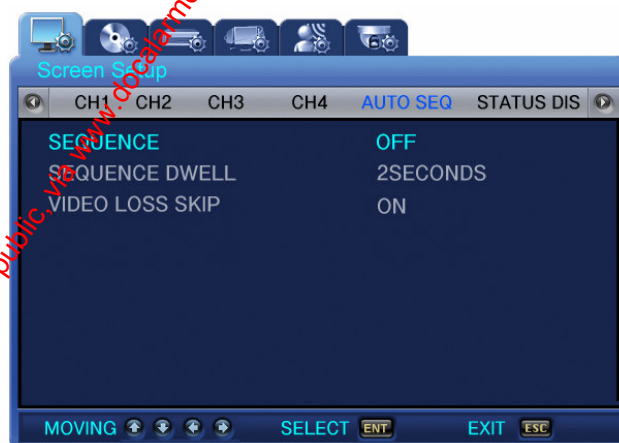 Screen Setup
CH1 CH2 CH3 CH4 AUTO SEQ STATUS DIS
SEQUENCE OFF
SEQUENCE DWELL 2SECONDS
VIDEO LOSS SKIP ON
MOVING SELECT ENT EXIT ESC
public, via www.docalarme